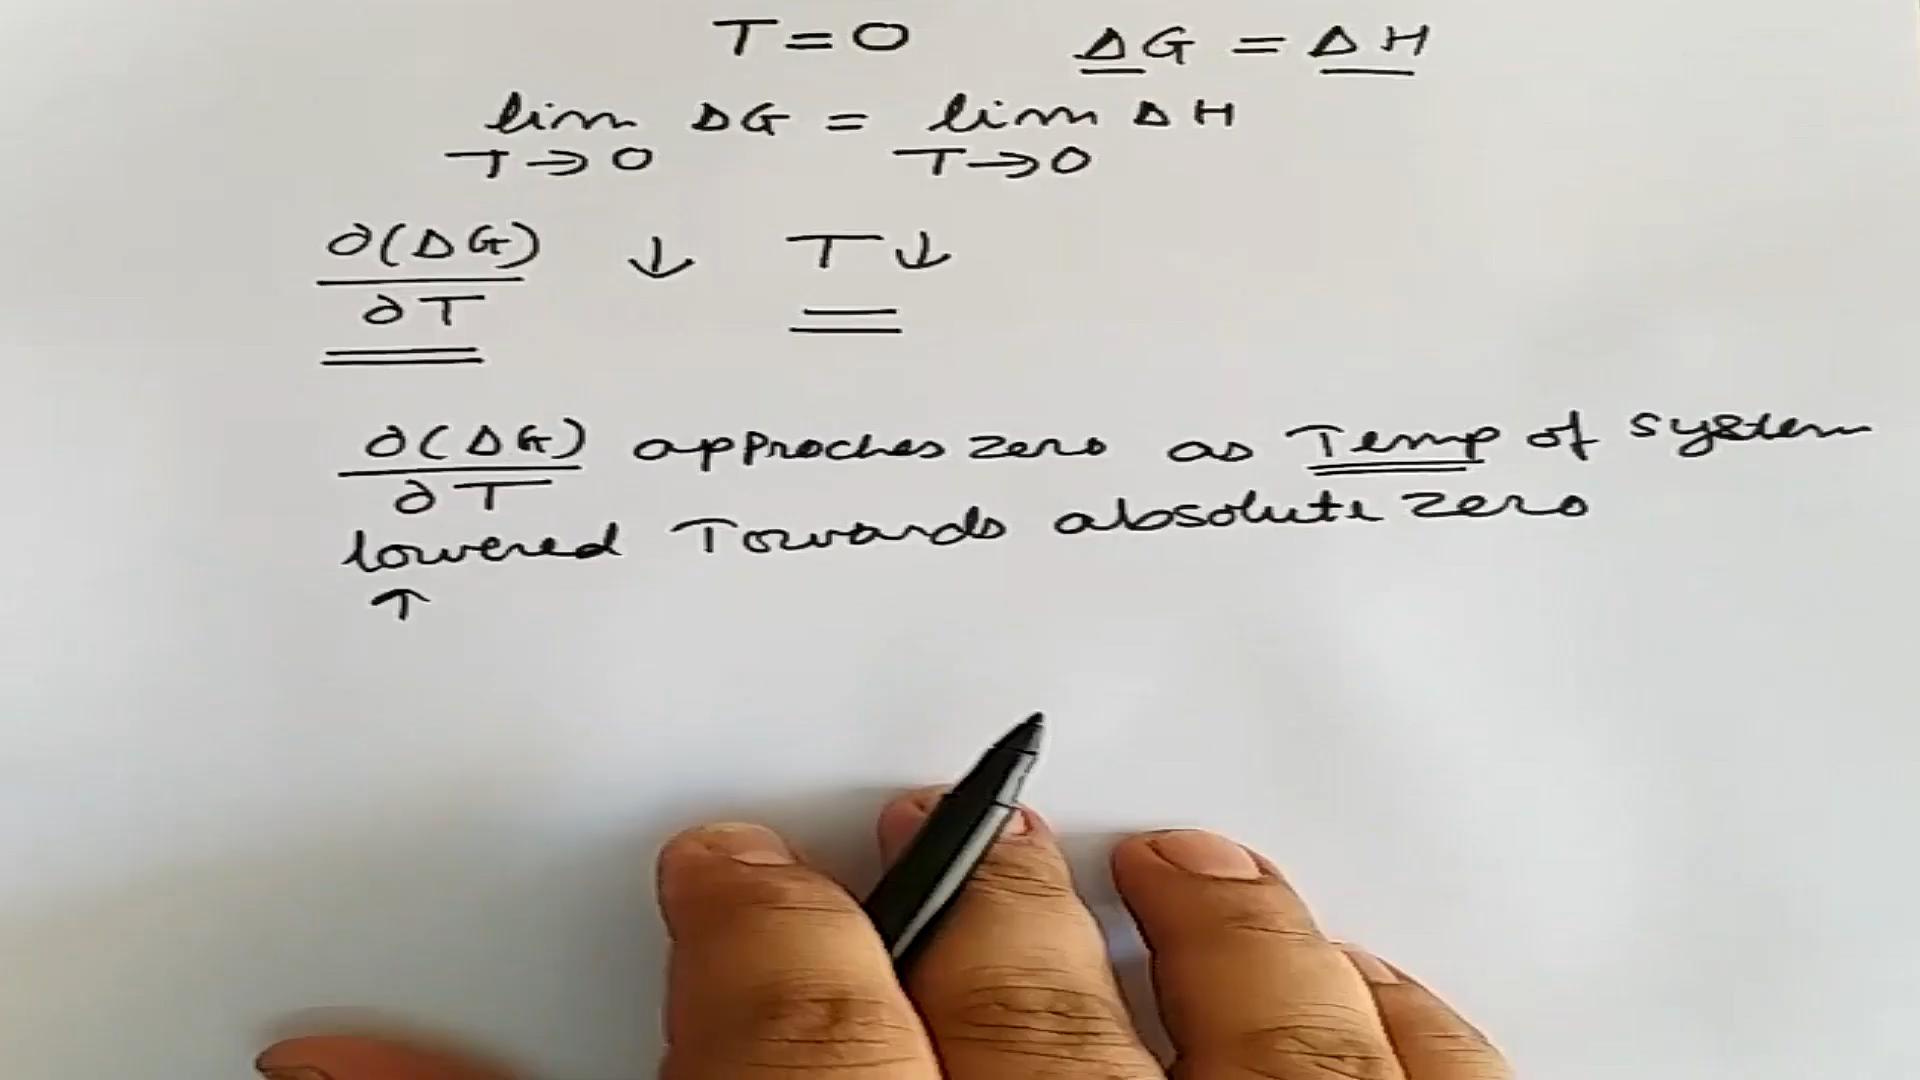 T = 0 ΔG = ΔH
lim ΔG = lim ΔH
T→0 T→0
∂(ΔG) ↓ T↓
∂T
∂(ΔG) approches zero as Temp of system
∂T
lowered Towards absolute zero
↑